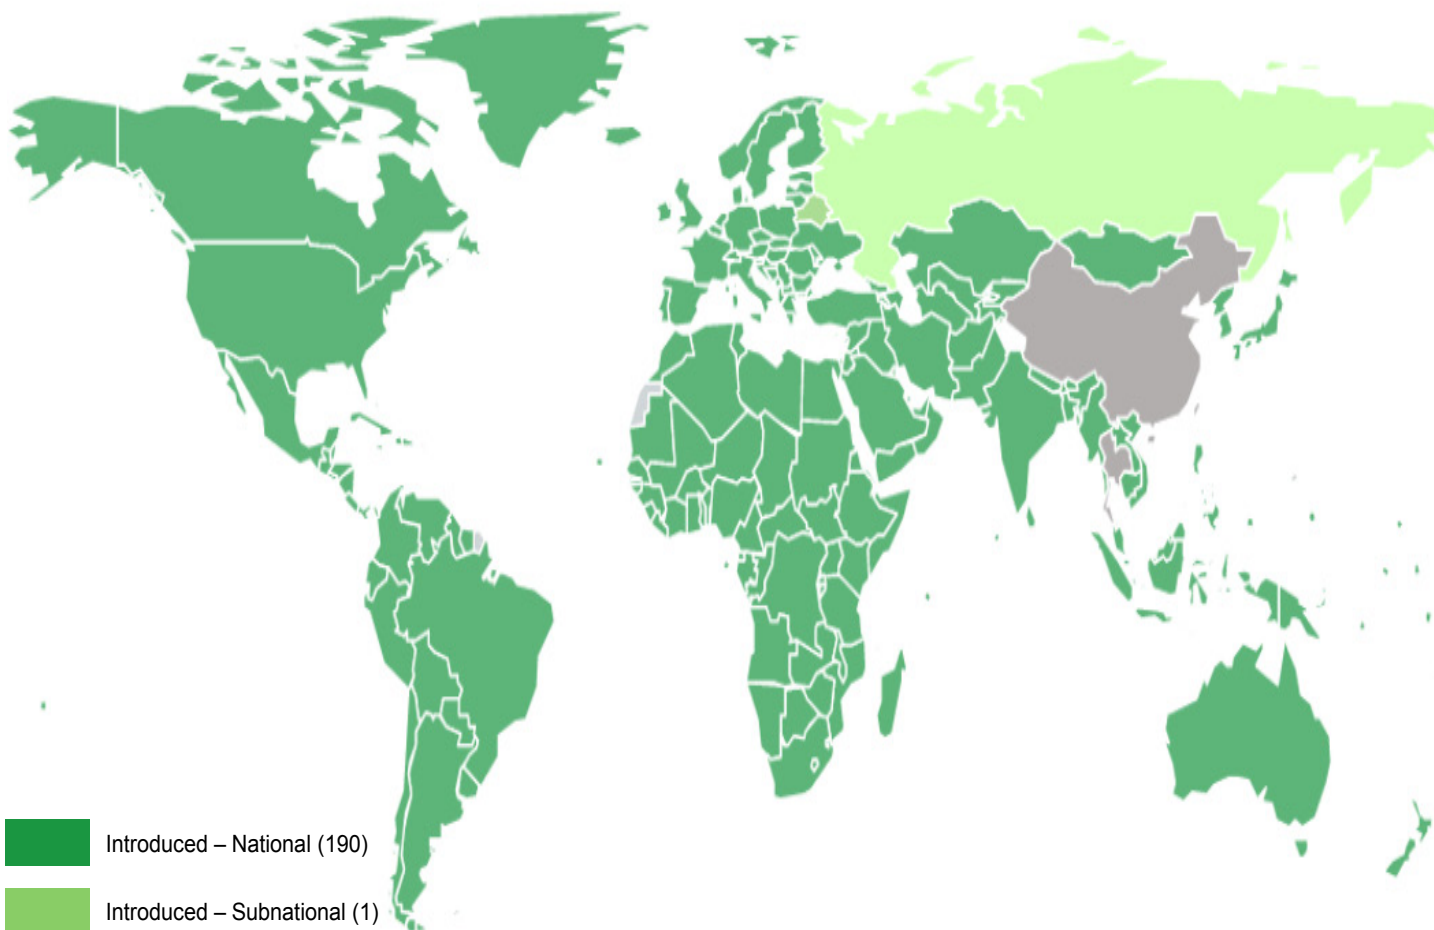 Introduced – National (190)
Introduced – Subnational (1)